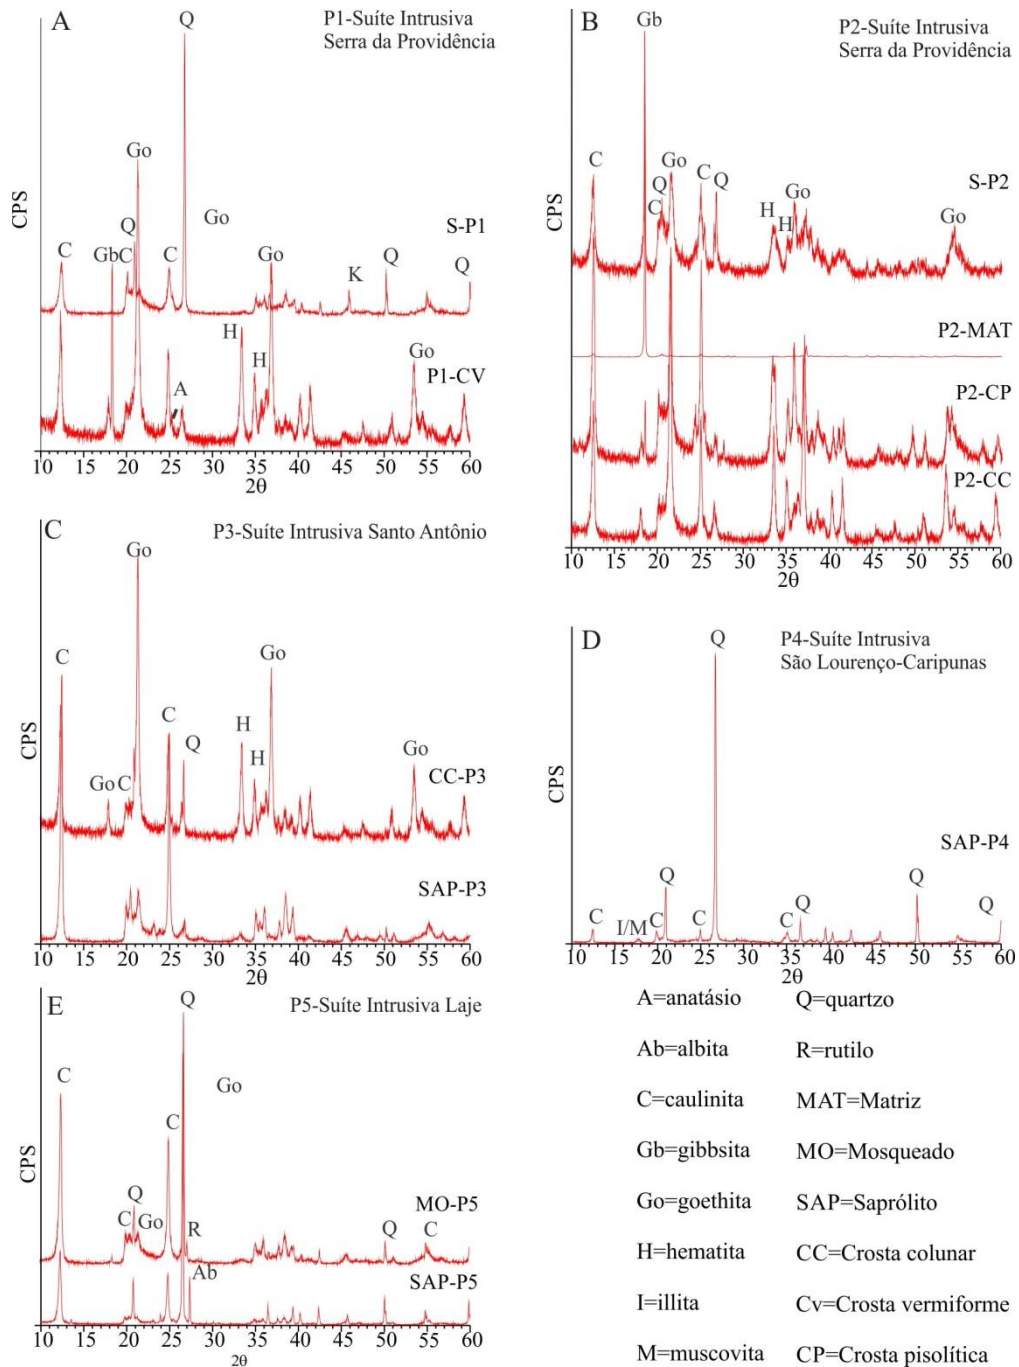 A
P1-Suíte Intrusiva
Serra da Providência
Q
Go
Go
S-P1
C
Gb
C
Q
C
Go
K
Q
Q
H
H
A
Go
P1-CV
CPS
10 15 20 25 30 35 40 45 50 55 60
2θ
B
P2-Suíte Intrusiva
Serra da Providência
Gb
C
Q
C
Go
C
Q
S-P2
H
H
Go
Go
P2-MAT
P2-CP
P2-CC
CPS
10 15 20 25 30 35 40 45 50 55 60
2θ
C
P3-Suíte Intrusiva Santo Antônio
Go
C
Go
C
Go
C
Q
H
H
Go
CC-P3
SAP-P3
CPS
10 15 20 25 30 35 40 45 50 55 60
2θ
D
P4-Suíte Intrusiva
São Lourenço-Caripunas
Q
SAP-P4
C
I/M
C
Q
C
C
Q
Q
Q
CPS
10 15 20 25 30 35 40 45 50 55 60
2θ
E
P5-Suíte Intrusiva Laje
Q
C
Go
C
Q
C
Go
R
Q
C
MO-P5
Ab
SAP-P5
CPS
10 15 20 25 30 35 40 45 50 55 60
2θ
A=anatásio Q=quartzo
Ab=albita R=rutilo
C=caulinita MAT=Matriz
Gb=gibbsita MO=Mosqueado
Go=goethita SAP=Saprólito
H=hematita CC=Crosta colunar
I=illita Cv=Crosta vermiforme
M=muscovita CP=Crosta pisolítica